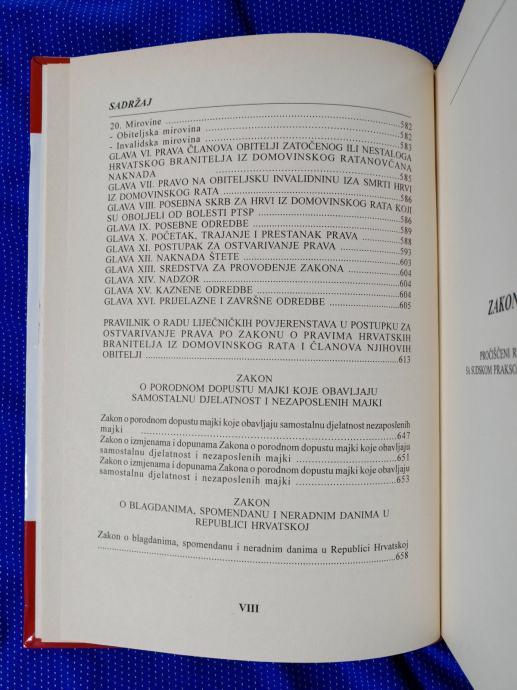 SADRŽAJ
20. Mirovine ........ 582
- Obiteljska mirovina ........ 582
- Invalidska mirovina ........ 583
GLAVA VI. PRAVA ČLANOVA OBITELJI ZATOČENOG ILI NESTALOGA
HRVATSKOG BRANITELJA IZ DOMOVINSKOG RATANOVČANA
NAKNADA ........ 585
GLAVA VII. PRAVO NA OBITELJSKU INVALIDNINU IZA SMRTI HRVI
IZ DOMOVINSKOG RATA ........ 586
GLAVA VIII. POSEBNA SKRB ZA HRVI IZ DOMOVINSKOG RATA KOJI
SU OBOLJELI OD BOLESTI PTSP ........ 586
GLAVA IX. POSEBNE ODREDBE ........ 589
GLAVA X. POČETAK, TRAJANJE I PRESTANAK PRAVA ........ 588
GLAVA XI. POSTUPAK ZA OSTVARIVANJE PRAVA ........ 593
GLAVA XII. NAKNADA ŠTETE ........ 603
GLAVA XIII. SREDSTVA ZA PROVOĐENJE ZAKONA ........ 604
GLAVA XIV. NADZOR ........ 604
GLAVA XV. KAZNENE ODREDBE ........ 604
GLAVA XVI. PRIJELAZNE I ZAVRŠNE ODREDBE ........ 605
PRAVILNIK O RADU LIJEČNIČKIH POVJERENSTAVA U POSTUPKU ZA
OSTVARIVANJE PRAVA PO ZAKONU O PRAVIMA HRVATSKIH
BRANITELJA IZ DOMOVINSKOG RATA I ČLANOVA NJIHOVIH
OBITELJI ........ 613
ZAKON
O PORODNOM DOPUSTU MAJKI KOJE OBAVLJAJU
SAMOSTALNU DJELATNOST I NEZAPOSLENIH MAJKI
Zakon o porodnom dopustu majki koje obavljaju samostalnu djelatnost nezaposlenih
majki ........ 647
Zakon o izmjenama i dopunama Zakona o porodnom dopustu majki koje obavljaju
samostalnu djelatnost i nezaposlenih majki ........ 651
Zakon o izmjenama i dopunama Zakona o porodnom dopustu majki koje obavljaju
samostalnu djelatnost i nezaposlenih majki ........ 653
ZAKON
O BLAGDANIMA, SPOMENDANU I NERADNIM DANIMA U
REPUBLICI HRVATSKOJ
Zakon o blagdanima, spomendanu i neradnim danima u Republici Hrvatskoj
........ 658
VIII
ZAKON
PROČIŠĆENI
SA SUDSKOM